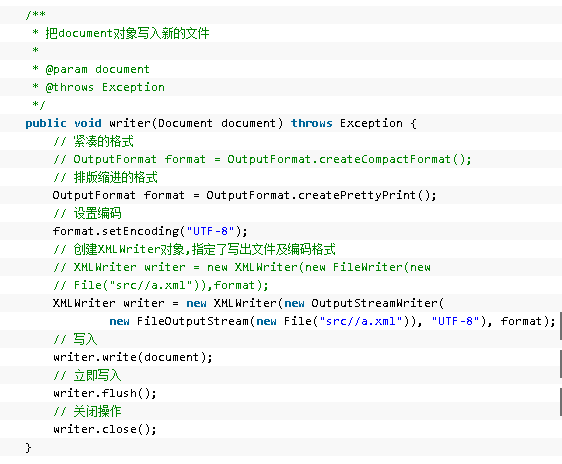 /**
 * 把document对象写入新的文件
 *
 * @param document
 * @throws Exception
 */
public void writer(Document document) throws Exception {
    // 紧凑的格式
    // OutputFormat format = OutputFormat.createCompactFormat();
    // 排版缩进的格式
    OutputFormat format = OutputFormat.createPrettyPrint();
    // 设置编码
    format.setEncoding("UTF-8");
    // 创建XMLWriter对象,指定了写出文件及编码格式
    // XMLWriter writer = new XMLWriter(new FileWriter(new
    // File("src//a.xml")),format);
    XMLWriter writer = new XMLWriter(new OutputStreamWriter(
            new FileOutputStream(new File("src//a.xml")), "UTF-8"), format);
    // 写入
    writer.write(document);
    // 立即写入
    writer.flush();
    // 关闭操作
    writer.close();
}